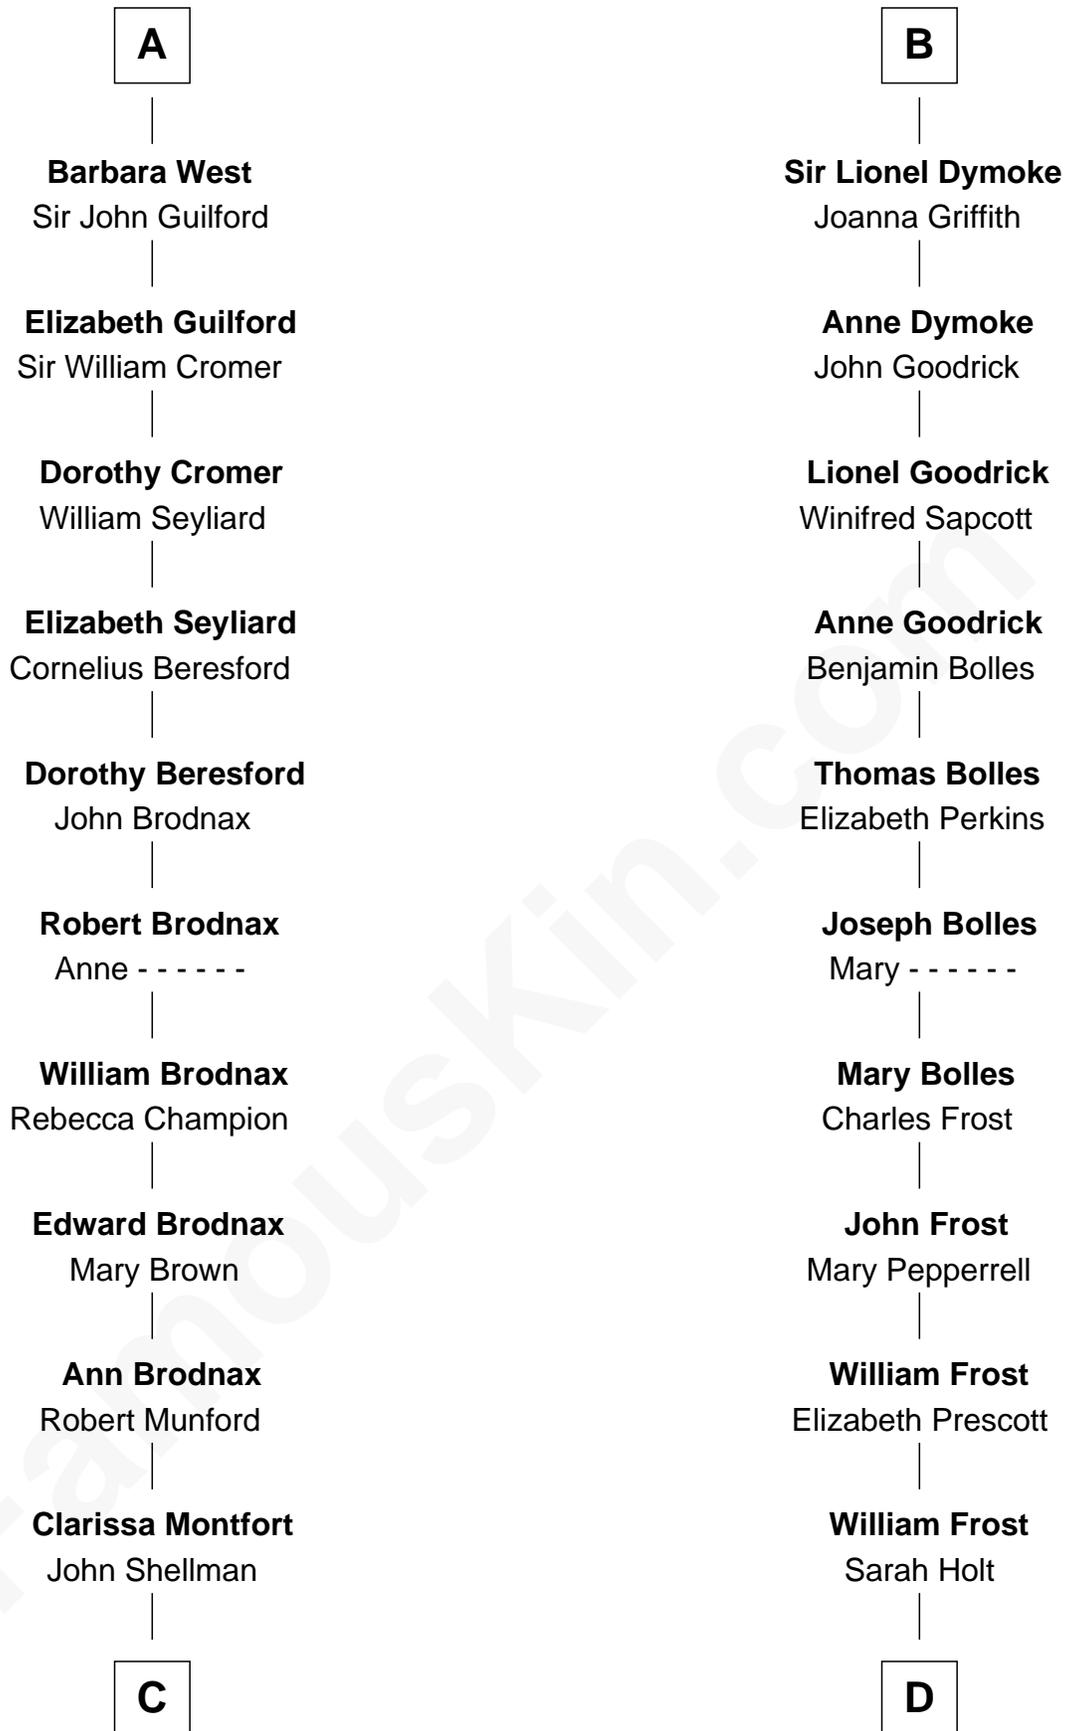 A
Barbara West
Sir John Guilford
Elizabeth Guilford
Sir William Cromer
Dorothy Cromer
William Seyliard
Elizabeth Seyliard
Cornelius Beresford
Dorothy Beresford
John Brodnax
Robert Brodnax
Anne - - - - - -
William Brodnax
Rebecca Champion
Edward Brodnax
Mary Brown
Ann Brodnax
Robert Munford
Clarissa Montfort
John Shellman
C
B
Sir Lionel Dymoke
Joanna Griffith
Anne Dymoke
John Goodrick
Lionel Goodrick
Winifred Sapcott
Anne Goodrick
Benjamin Bolles
Thomas Bolles
Elizabeth Perkins
Joseph Bolles
Mary - - - - - -
Mary Bolles
Charles Frost
John Frost
Mary Pepperrell
William Frost
Elizabeth Prescott
William Frost
Sarah Holt
D
FamousKin.com